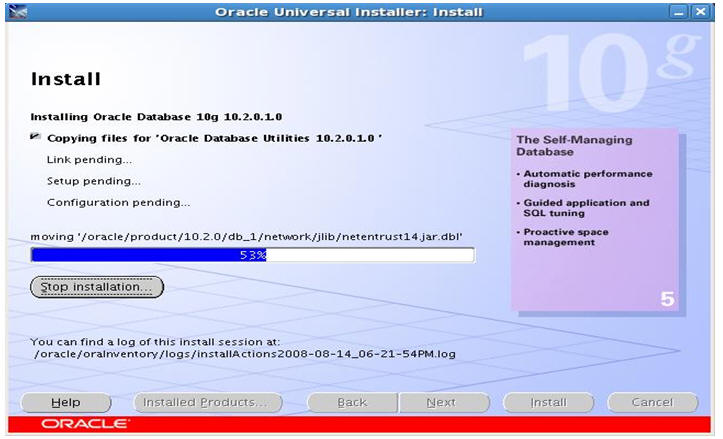 Oracle Universal Installer: Install
10g
Install
Installing Oracle Database 10g 10.2.0.1.0
Copying files for 'Oracle Database Utilities 10.2.0.1.0 '
Link pending...
Setup pending...
Configuration pending...
moving '/oracle/product/10.2.0/db_1/network/jlib/netentrust14.jar.dbl'
53%
Stop installation...
The Self-Managing
Database
• Automatic performance
diagnosis
• Guided application and
SQL tuning
• Proactive space
management
5
You can find a log of this install session at:
/oracle/oraInventory/logs/installActions2008-08-14_06-21-54PM.log
Help
Installed Products...
Back
Next
Install
Cancel
ORACLE